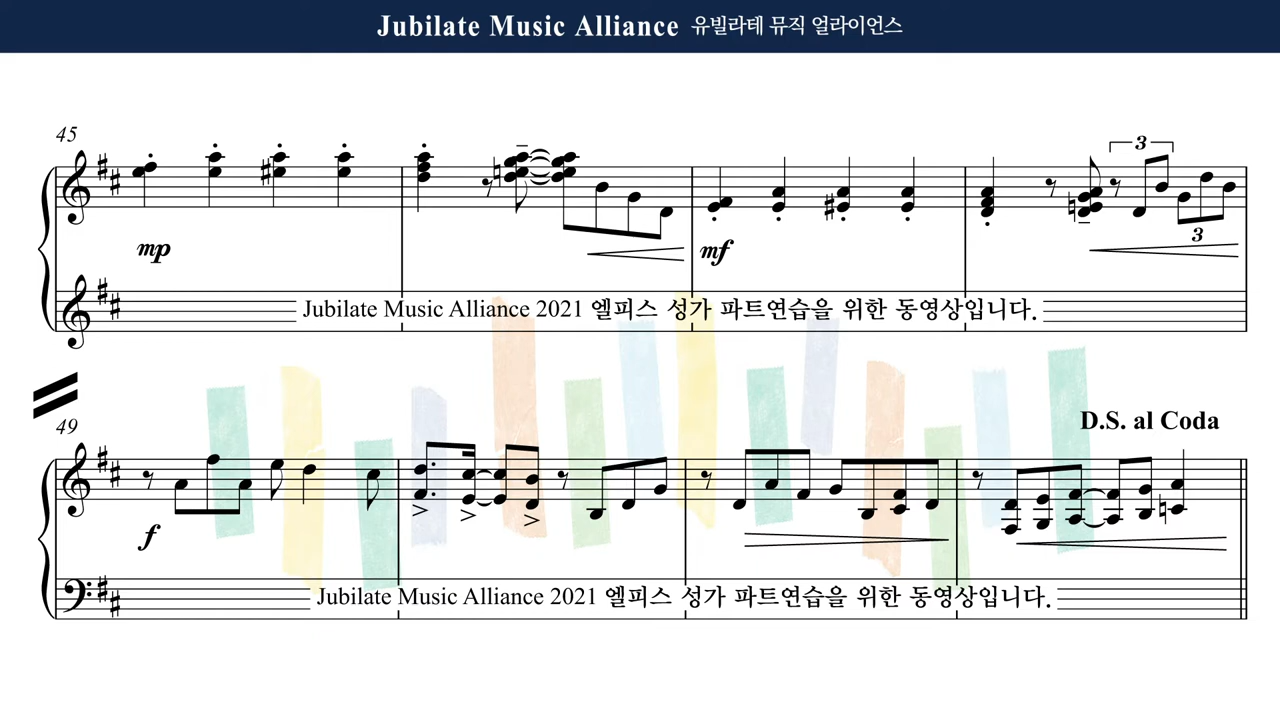 Jubilate Music Alliance 유빌라테 뮤직 얼라이언스
45
3
mp
mf
3
Jubilate Music Alliance 2021 엘피스 성가 파트연습을 위한 동영상입니다.
49
D.S. al Coda
f
Jubilate Music Alliance 2021 엘피스 성가 파트연습을 위한 동영상입니다.